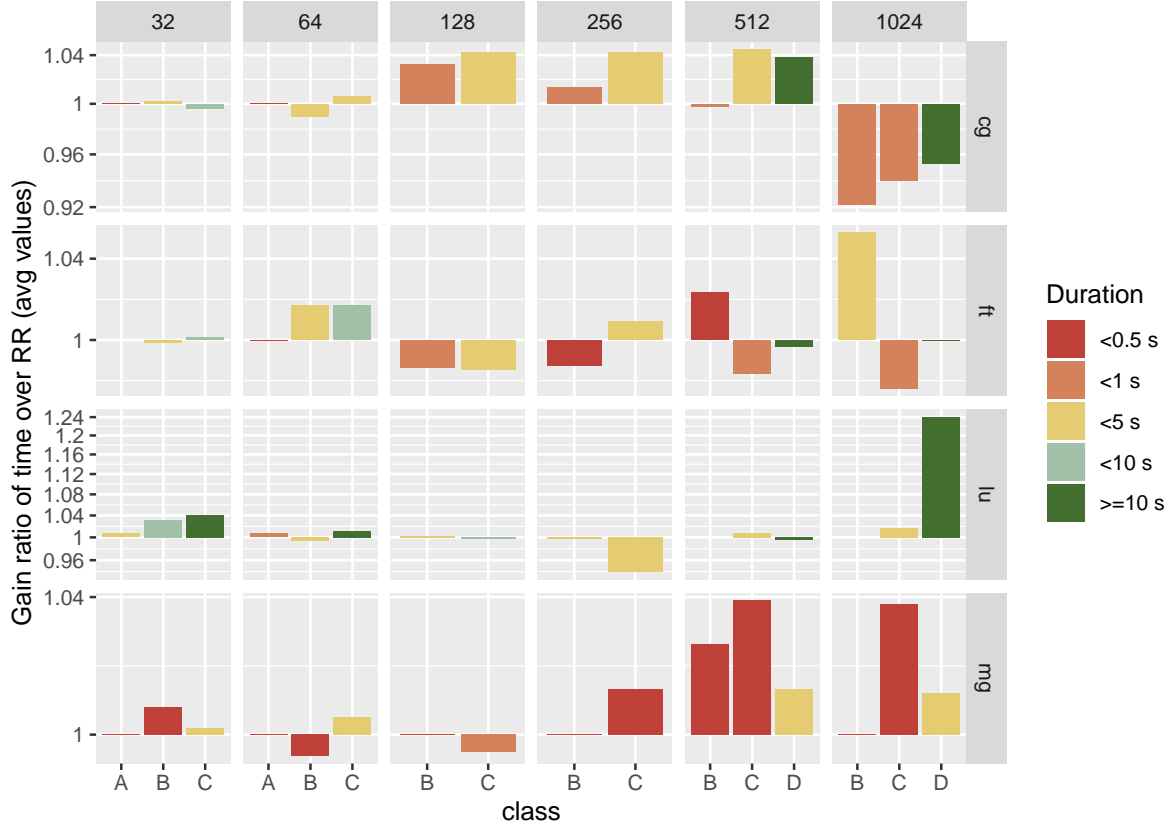 32 64 128 256 512 1024
Gain ratio of time over RR (avg values)
1.04
1
0.96
0.92
cg
1.04
1
ft
1.24
1.2
1.16
1.12
1.08
1.04
1
0.96
lu
1.04
1
mg
A B C A B C B C B C B C D B C D
class
Duration
<0.5 s
<1 s
<5 s
<10 s
>=10 s